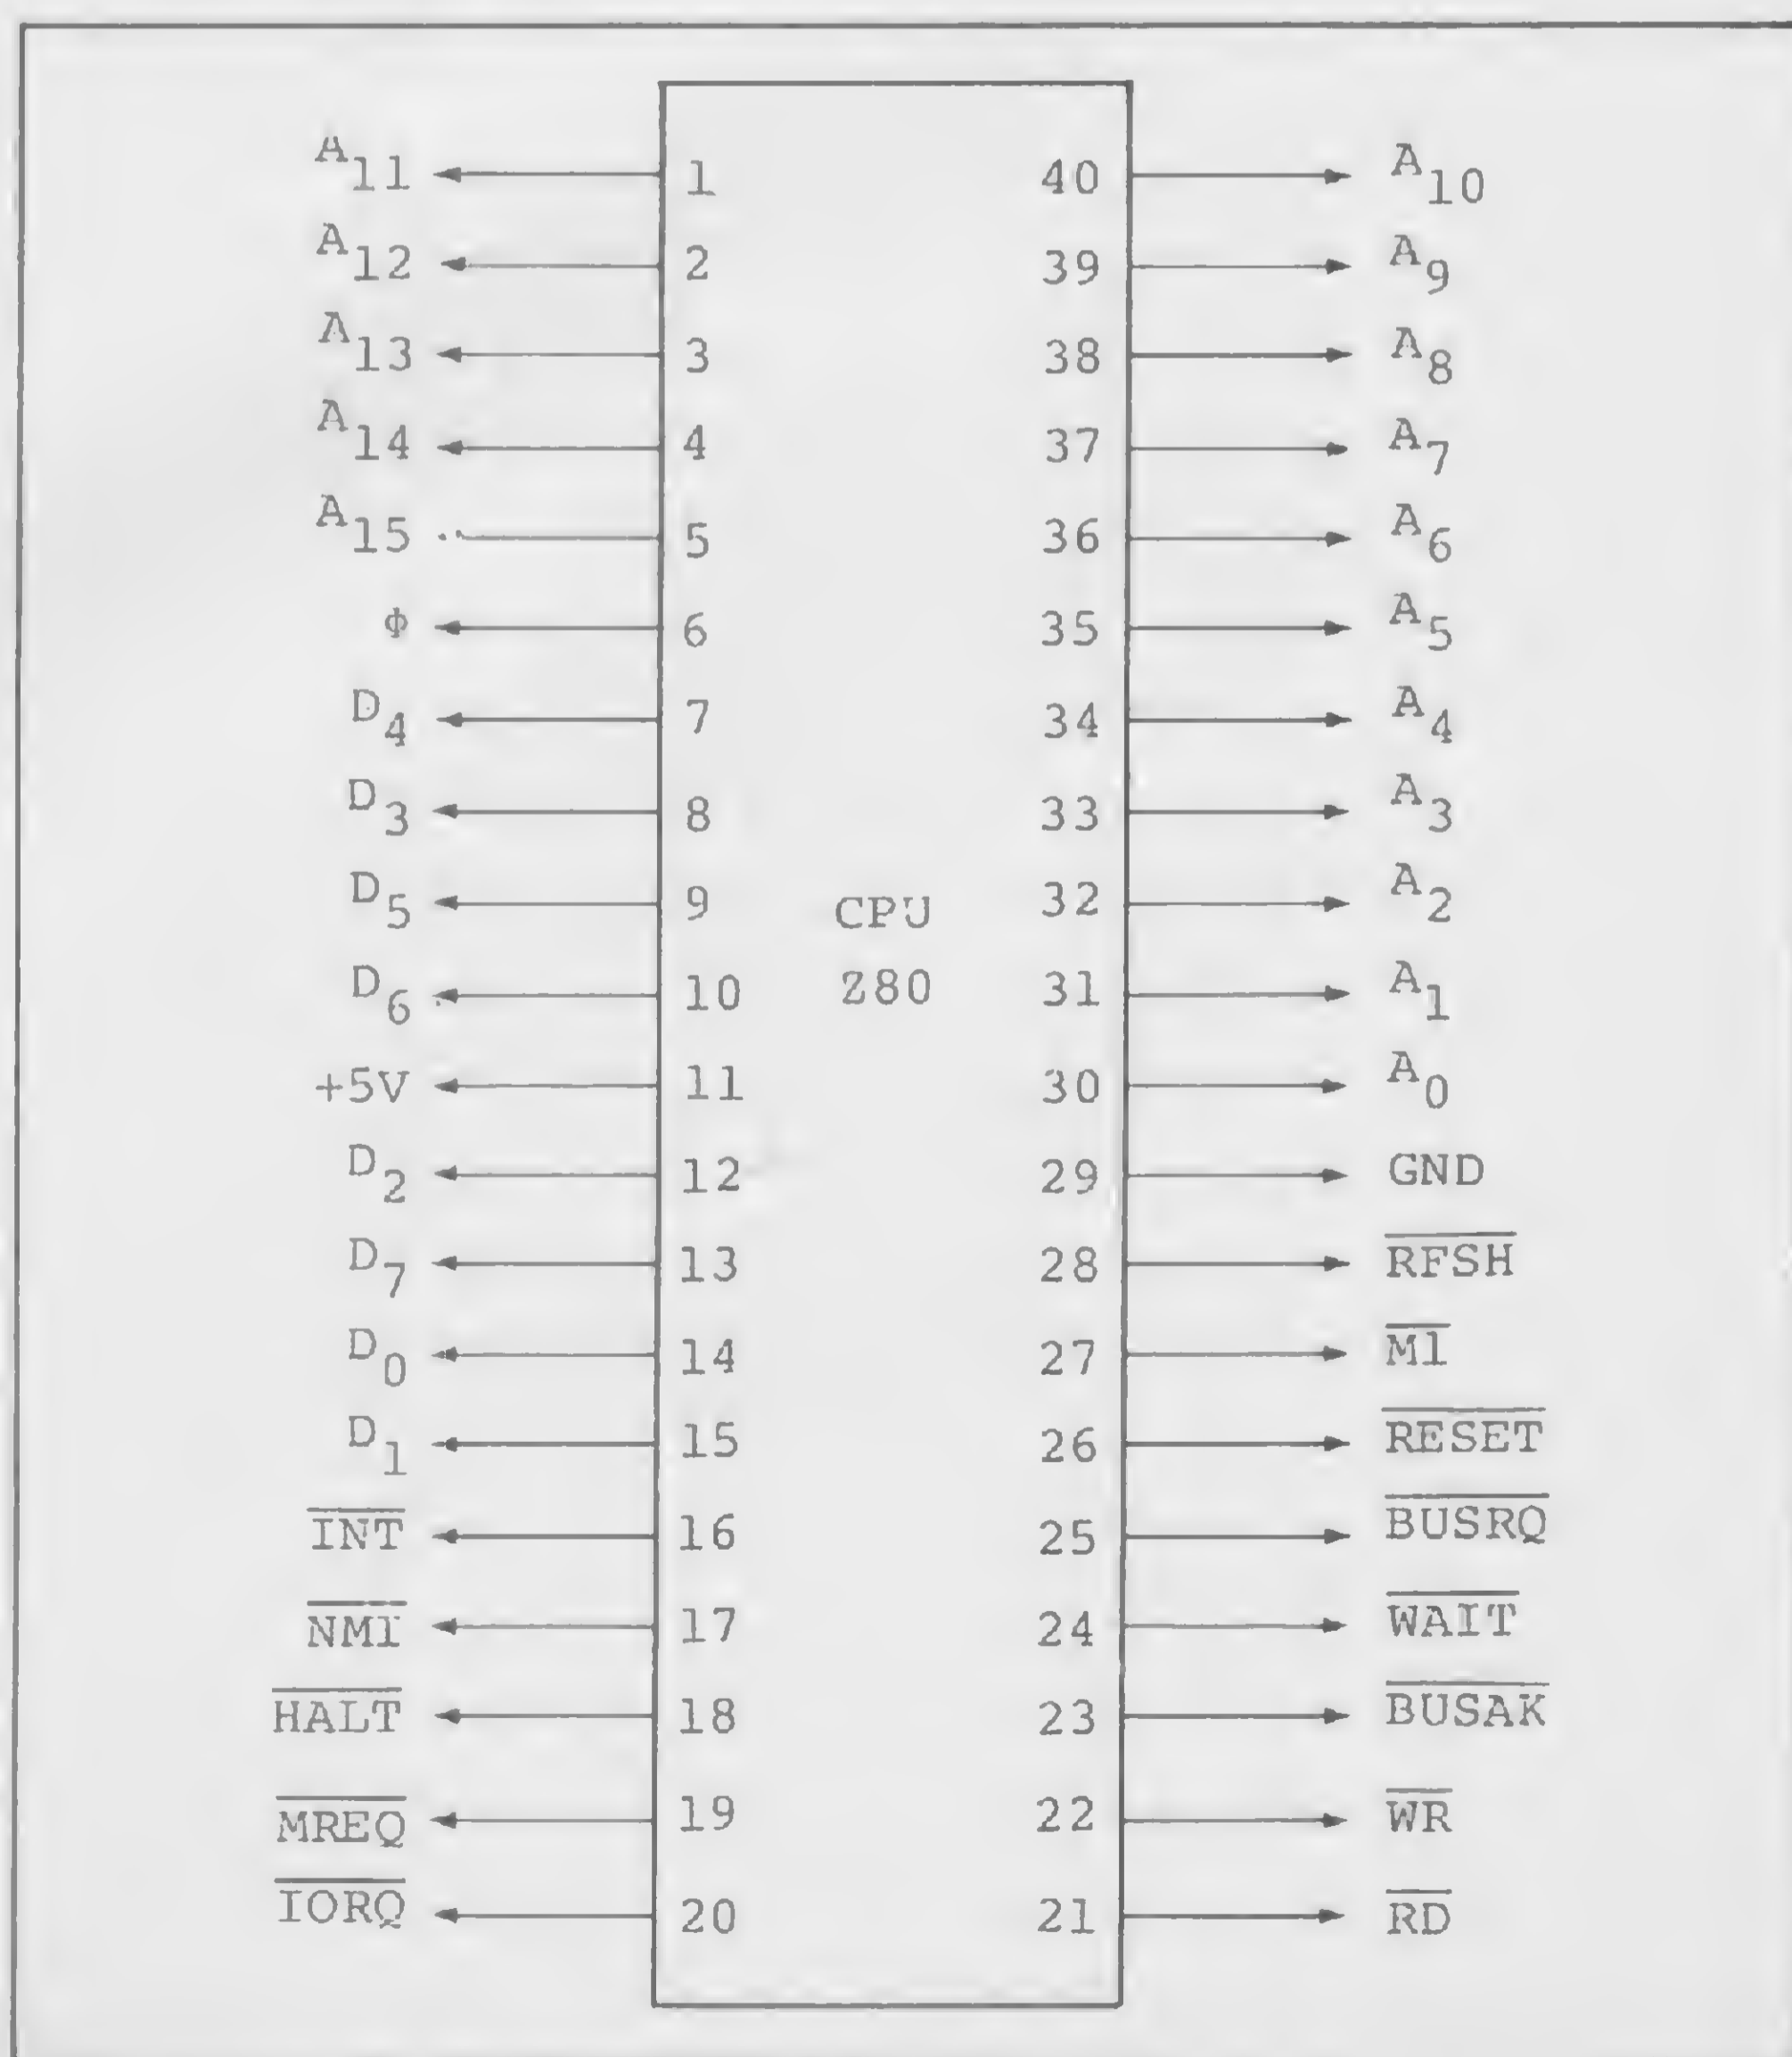 A11 1 40 A10
A12 2 39 A9
A13 3 38 A8
A14 4 37 A7
A15 5 36 A6
Φ 6 35 A5
D4 7 34 A4
D3 8 33 A3
D5 9 CPU 32 A2
D6 10 Z80 31 A1
+5V 11 30 A0
D2 12 29 GND
D7 13 28 RFSH
D0 14 27 M1
D1 15 26 RESET
INT 16 25 BUSRQ
NMI 17 24 WAIT
HALT 18 23 BUSAK
MREQ 19 22 WR
IORQ 20 21 RD